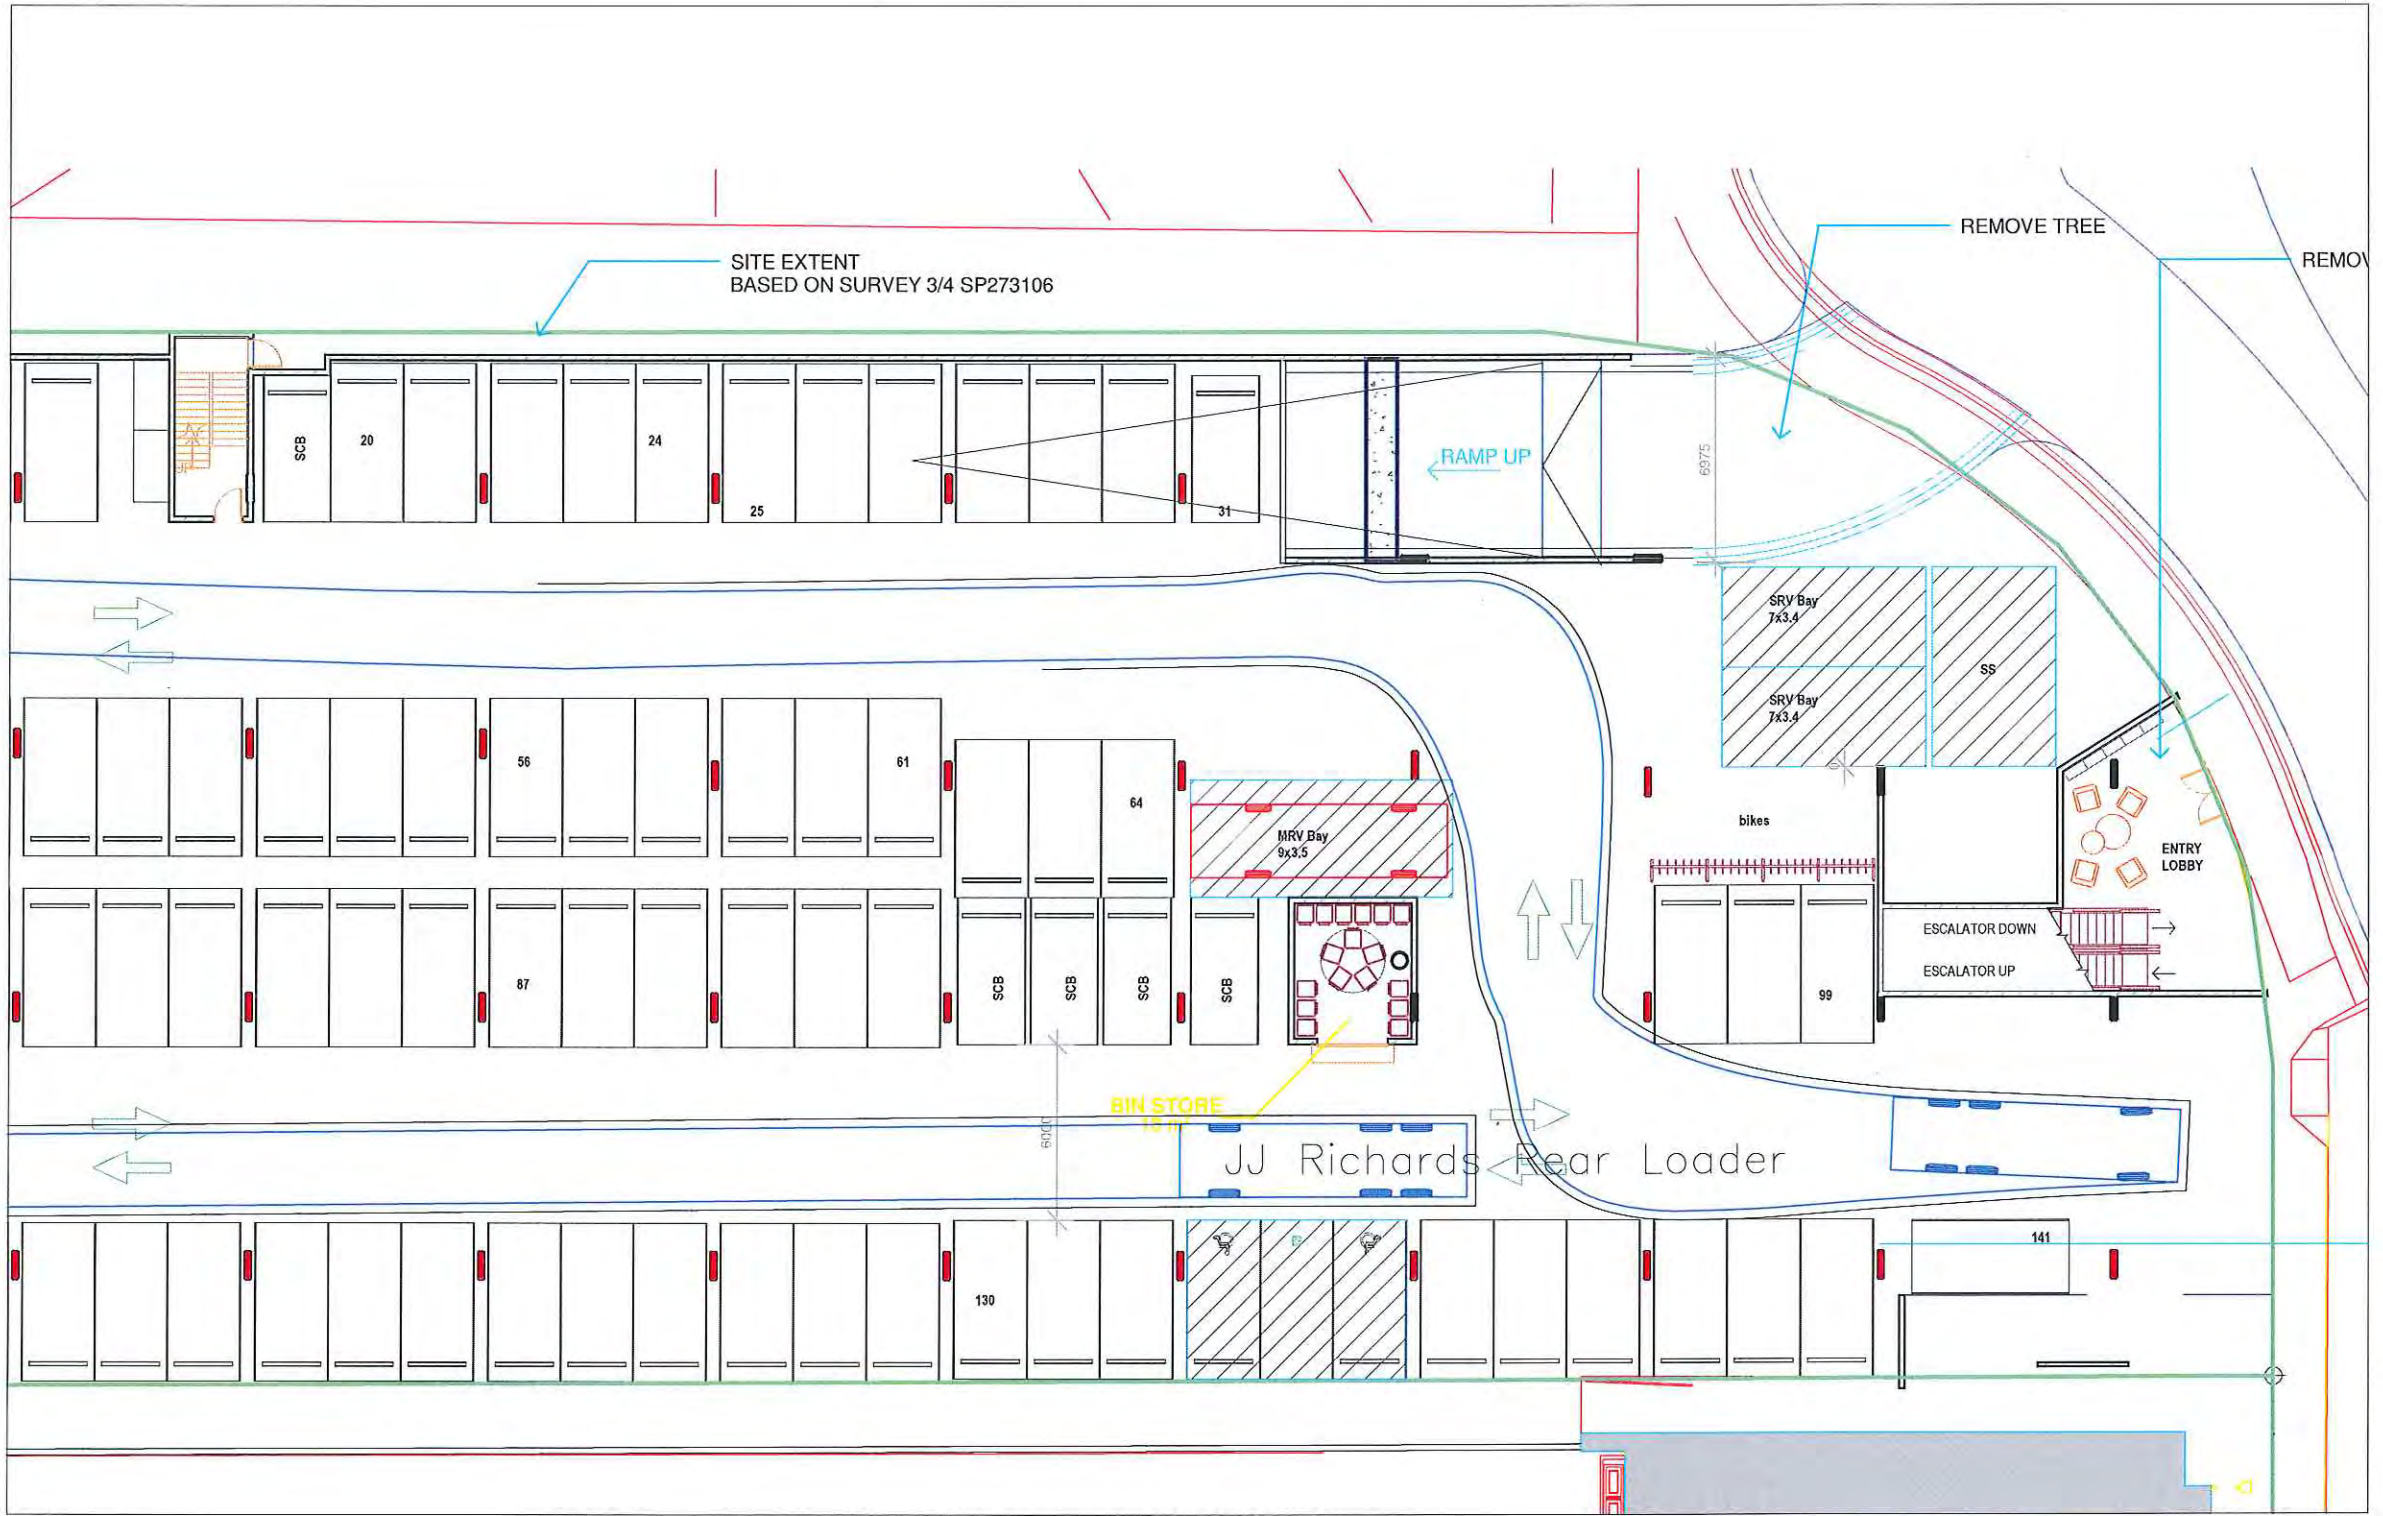 REMOVE TREE
REMOV
SITE EXTENT
BASED ON SURVEY 3/4 SP273106
SCB
20
24
25
31
RAMP UP
6975
SRV Bay
7x3.4
SS
SRV Bay
7x3.4
56
61
64
MRV Bay
9x3.5
bikes
ENTRY
LOBBY
ESCALATOR DOWN
ESCALATOR UP
87
SCB
SCB
SCB
SCB
99
BIN STORE
6000
JJ Richards Rear Loader
141
130